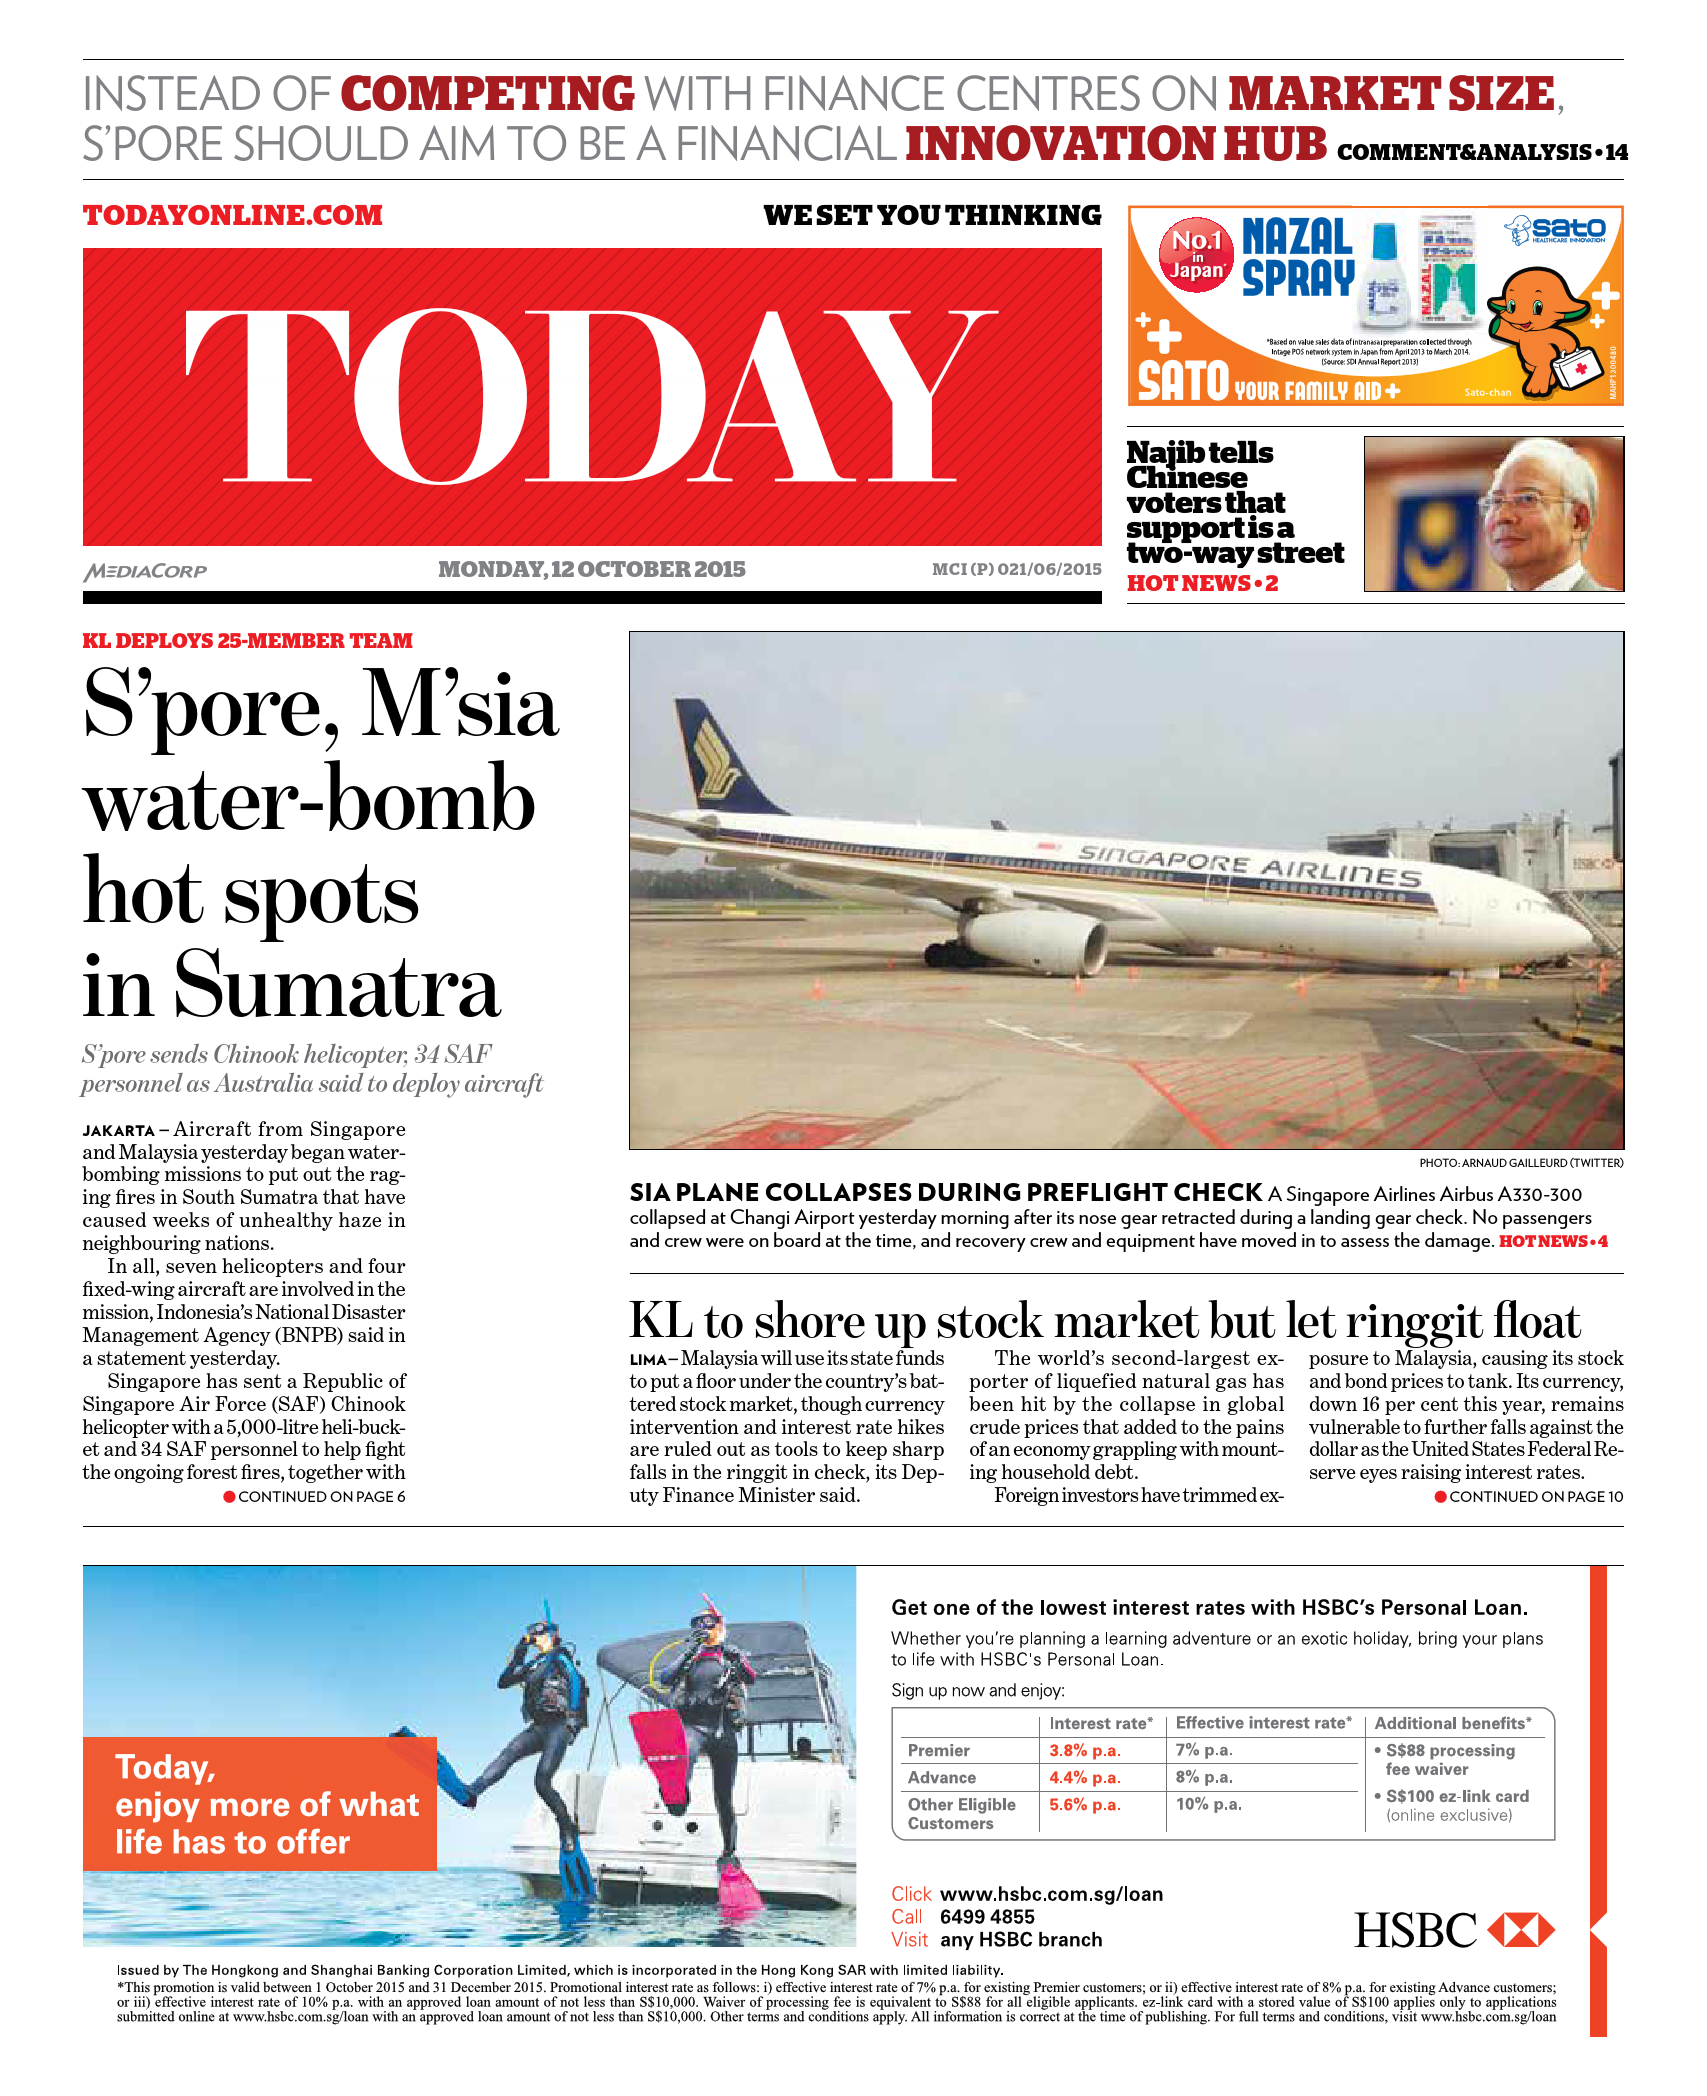 INSTEAD OF COMPETING WITH FINANCE CENTRES ON MARKET SIZE,
S'PORE SHOULD AIM TO BE A FINANCIAL INNOVATION HUB COMMENT&ANALYSIS • 14
TODAYONLINE.COM
WE SET YOU THINKING
TODAY
MEDIACORP
MONDAY, 12 OCTOBER 2015
MCI (P) 021/06/2015
No.1
in
Japan*
NAZAL
SPRAY
sato
HEALTHCARE INNOVATION
NAZAL
*Based on value sales data of intranasal preparation collected through
Intage POS network system in Japan from April 2013 to March 2014.
(Source: SDI Annual Report 2013)
SATO YOUR FAMILY AID +
Sato-chan
MAHP1300480
Najib tells
Chinese
voters that
support is a
two-way street
HOT NEWS • 2
KL DEPLOYS 25-MEMBER TEAM
S'pore, M'sia
water-bomb
hot spots
in Sumatra
S'pore sends Chinook helicopter, 34 SAF
personnel as Australia said to deploy aircraft
JAKARTA – Aircraft from Singapore
and Malaysia yesterday began water-
bombing missions to put out the rag-
ing fires in South Sumatra that have
caused weeks of unhealthy haze in
neighbouring nations.
In all, seven helicopters and four
fixed-wing aircraft are involved in the
mission, Indonesia's National Disaster
Management Agency (BNPB) said in
a statement yesterday.
Singapore has sent a Republic of
Singapore Air Force (SAF) Chinook
helicopter with a 5,000-litre heli-buck-
et and 34 SAF personnel to help fight
the ongoing forest fires, together with
● CONTINUED ON PAGE 6
SINGAPORE AIRLINES
HSBC
PHOTO: ARNAUD GAILLEURD (TWITTER)
SIA PLANE COLLAPSES DURING PREFLIGHT CHECK A Singapore Airlines Airbus A330-300
collapsed at Changi Airport yesterday morning after its nose gear retracted during a landing gear check. No passengers
and crew were on board at the time, and recovery crew and equipment have moved in to assess the damage. HOT NEWS • 4
KL to shore up stock market but let ringgit float
LIMA – Malaysia will use its state funds
to put a floor under the country's bat-
tered stock market, though currency
intervention and interest rate hikes
are ruled out as tools to keep sharp
falls in the ringgit in check, its Dep-
uty Finance Minister said.
The world's second-largest ex-
porter of liquefied natural gas has
been hit by the collapse in global
crude prices that added to the pains
of an economy grappling with mount-
ing household debt.
Foreign investors have trimmed ex-
posure to Malaysia, causing its stock
and bond prices to tank. Its currency,
down 16 per cent this year, remains
vulnerable to further falls against the
dollar as the United States Federal Re-
serve eyes raising interest rates.
● CONTINUED ON PAGE 10
Today,
enjoy more of what
life has to offer
Get one of the lowest interest rates with HSBC's Personal Loan.
Whether you're planning a learning adventure or an exotic holiday, bring your plans
to life with HSBC's Personal Loan.
Sign up now and enjoy:
Interest rate* Effective interest rate* Additional benefits*
Premier 3.8% p.a. 7% p.a.
Advance 4.4% p.a. 8% p.a.
Other Eligible
Customers 5.6% p.a. 10% p.a.
• S$88 processing
fee waiver
• S$100 ez-link card
(online exclusive)
Click www.hsbc.com.sg/loan
Call 6499 4855
Visit any HSBC branch
HSBC
Issued by The Hongkong and Shanghai Banking Corporation Limited, which is incorporated in the Hong Kong SAR with limited liability.
*This promotion is valid between 1 October 2015 and 31 December 2015. Promotional interest rate as follows: i) effective interest rate of 7% p.a. for existing Premier customers; or ii) effective interest rate of 8% p.a. for existing Advance customers;
or iii) effective interest rate of 10% p.a. with an approved loan amount of not less than S$10,000. Waiver of processing fee is equivalent to S$88 for all eligible applicants. ez-link card with a stored value of S$100 applies only to applications
submitted online at www.hsbc.com.sg/loan with an approved loan amount of not less than S$10,000. Other terms and conditions apply. All information is correct at the time of publishing. For full terms and conditions, visit www.hsbc.com.sg/loan